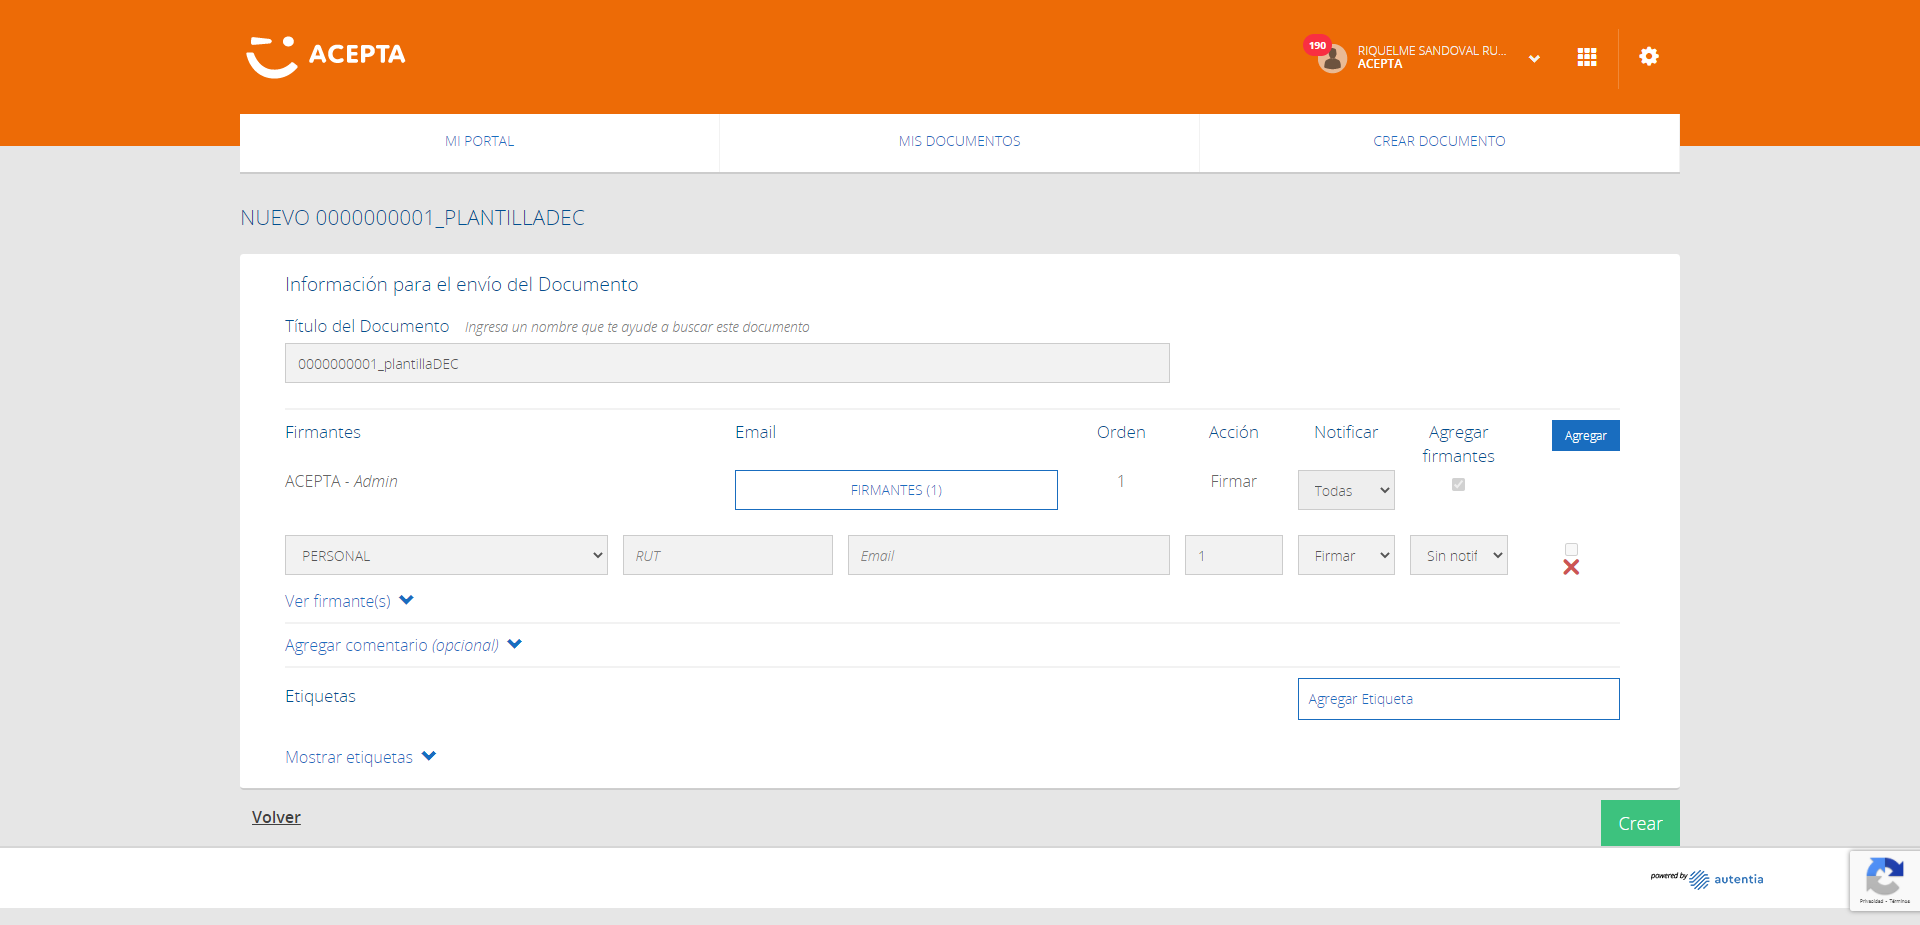 ACEPTA
190
RIQUELME SANDOVAL RU...
ACEPTA
MI PORTAL
MIS DOCUMENTOS
CREAR DOCUMENTO
NUEVO 0000000001_PLANTILLADEC
Información para el envío del Documento
Título del Documento Ingresa un nombre que te ayude a buscar este documento
0000000001_plantillaDEC
Firmantes Email Orden Acción Notificar Agregar firmantes Agregar
ACEPTA - Admin FIRMANTES (1) 1 Firmar Todas
PERSONAL RUT Email 1 Firmar Sin notif
Ver firmante(s)
Agregar comentario (opcional)
Etiquetas Agregar Etiqueta
Mostrar etiquetas
Volver Crear
powered by autentia
Privacidad - Términos